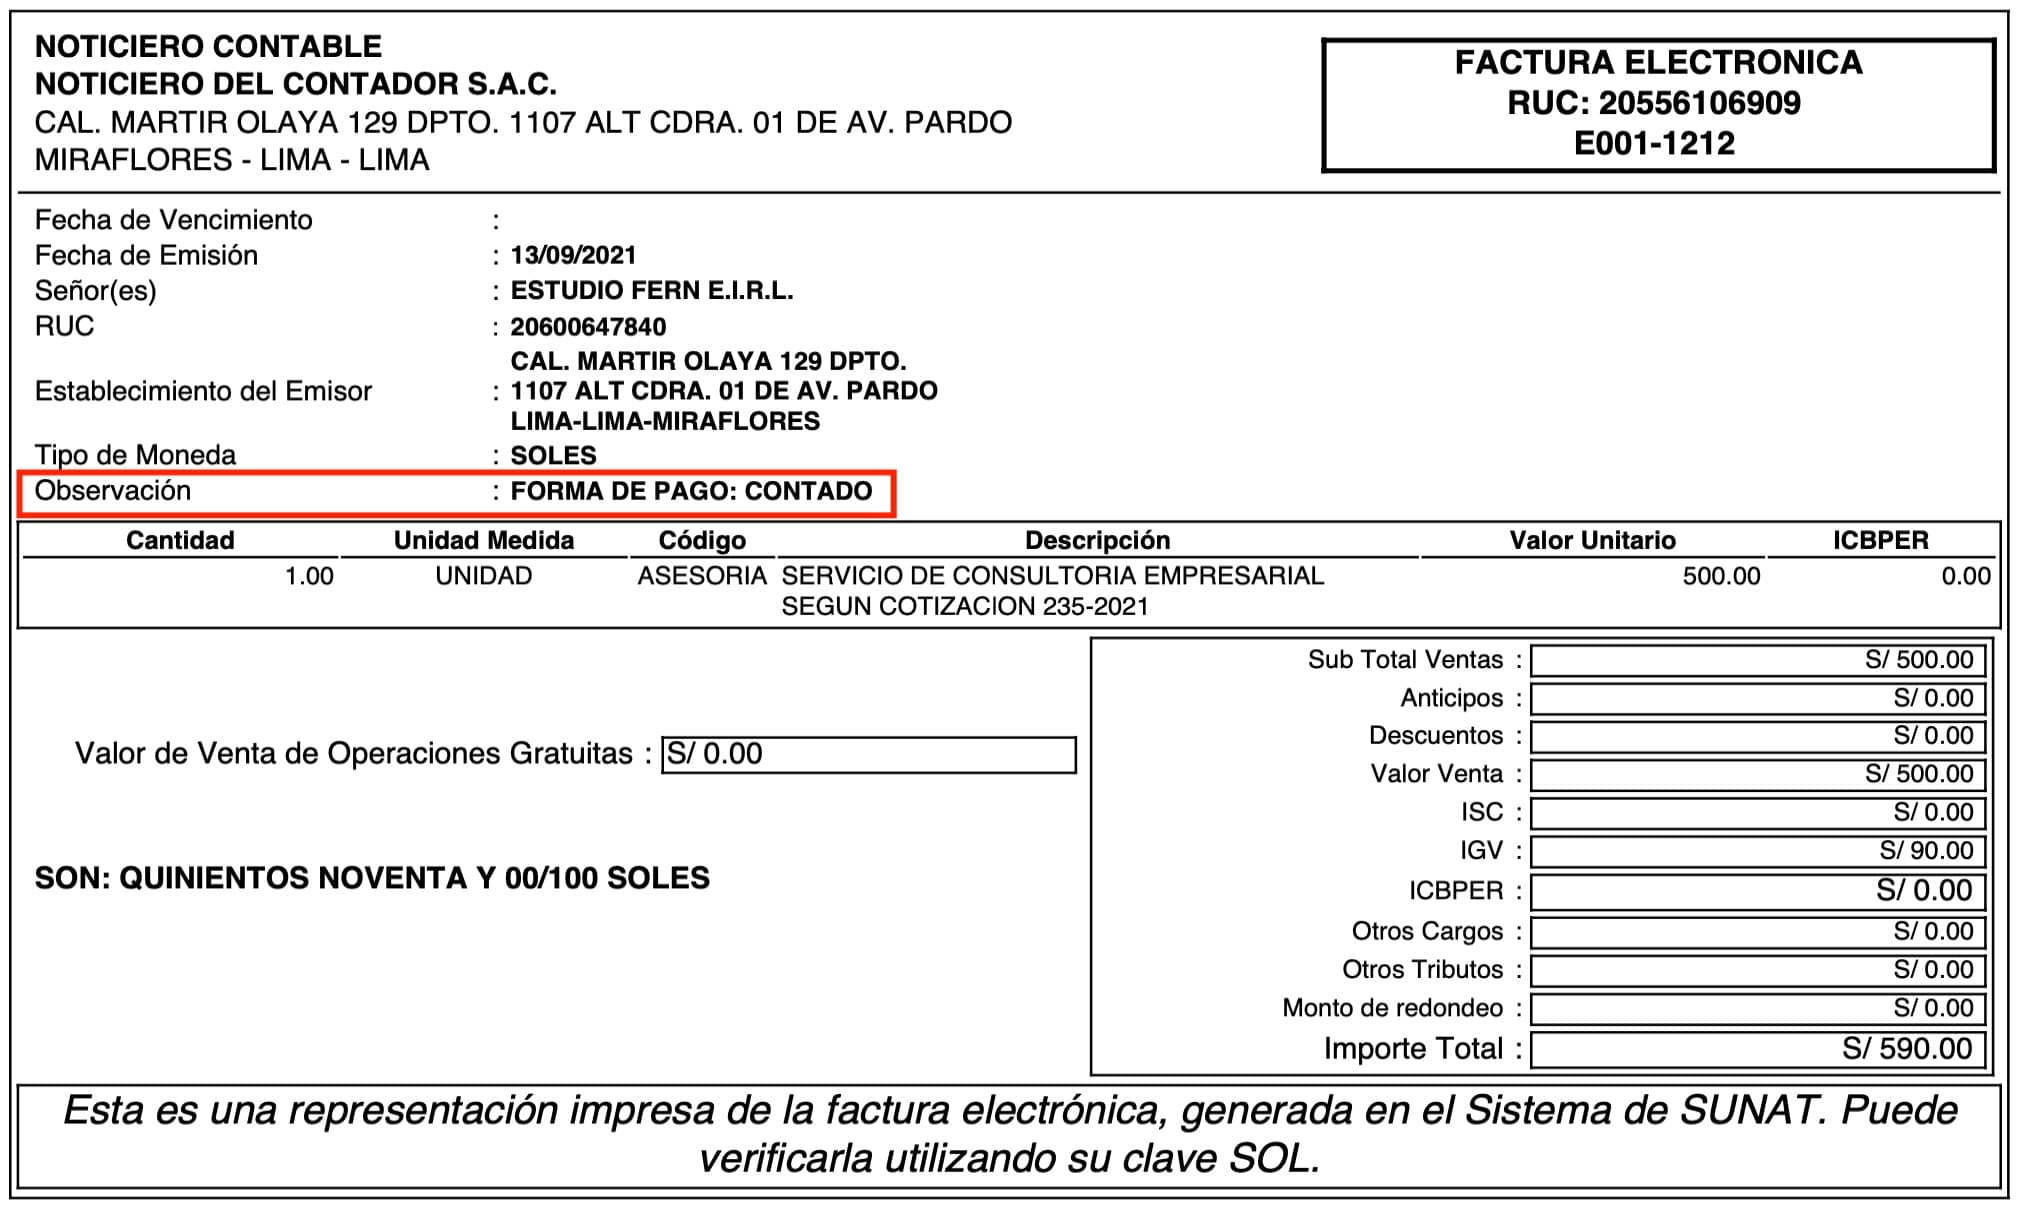 NOTICIERO CONTABLE
NOTICIERO DEL CONTADOR S.A.C.
CAL. MARTIR OLAYA 129 DPTO. 1107 ALT CDRA. 01 DE AV. PARDO
MIRAFLORES - LIMA - LIMA
FACTURA ELECTRONICA
RUC: 20556106909
E001-1212
Fecha de Vencimiento :
Fecha de Emisión : 13/09/2021
Señor(es) : ESTUDIO FERN E.I.R.L.
RUC : 20600647840
CAL. MARTIR OLAYA 129 DPTO.
Establecimiento del Emisor : 1107 ALT CDRA. 01 DE AV. PARDO
LIMA-LIMA-MIRAFLORES
Tipo de Moneda : SOLES
Observación : FORMA DE PAGO: CONTADO
Cantidad Unidad Medida Código Descripción Valor Unitario ICBPER
1.00 UNIDAD ASESORIA SERVICIO DE CONSULTORIA EMPRESARIAL 500.00 0.00
SEGUN COTIZACION 235-2021
Valor de Venta de Operaciones Gratuitas : S/ 0.00
SON: QUINIENTOS NOVENTA Y 00/100 SOLES
Sub Total Ventas : S/ 500.00
Anticipos : S/ 0.00
Descuentos : S/ 0.00
Valor Venta : S/ 500.00
ISC : S/ 0.00
IGV : S/ 90.00
ICBPER : S/ 0.00
Otros Cargos : S/ 0.00
Otros Tributos : S/ 0.00
Monto de redondeo : S/ 0.00
Importe Total : S/ 590.00
Esta es una representación impresa de la factura electrónica, generada en el Sistema de SUNAT. Puede
verificarla utilizando su clave SOL.